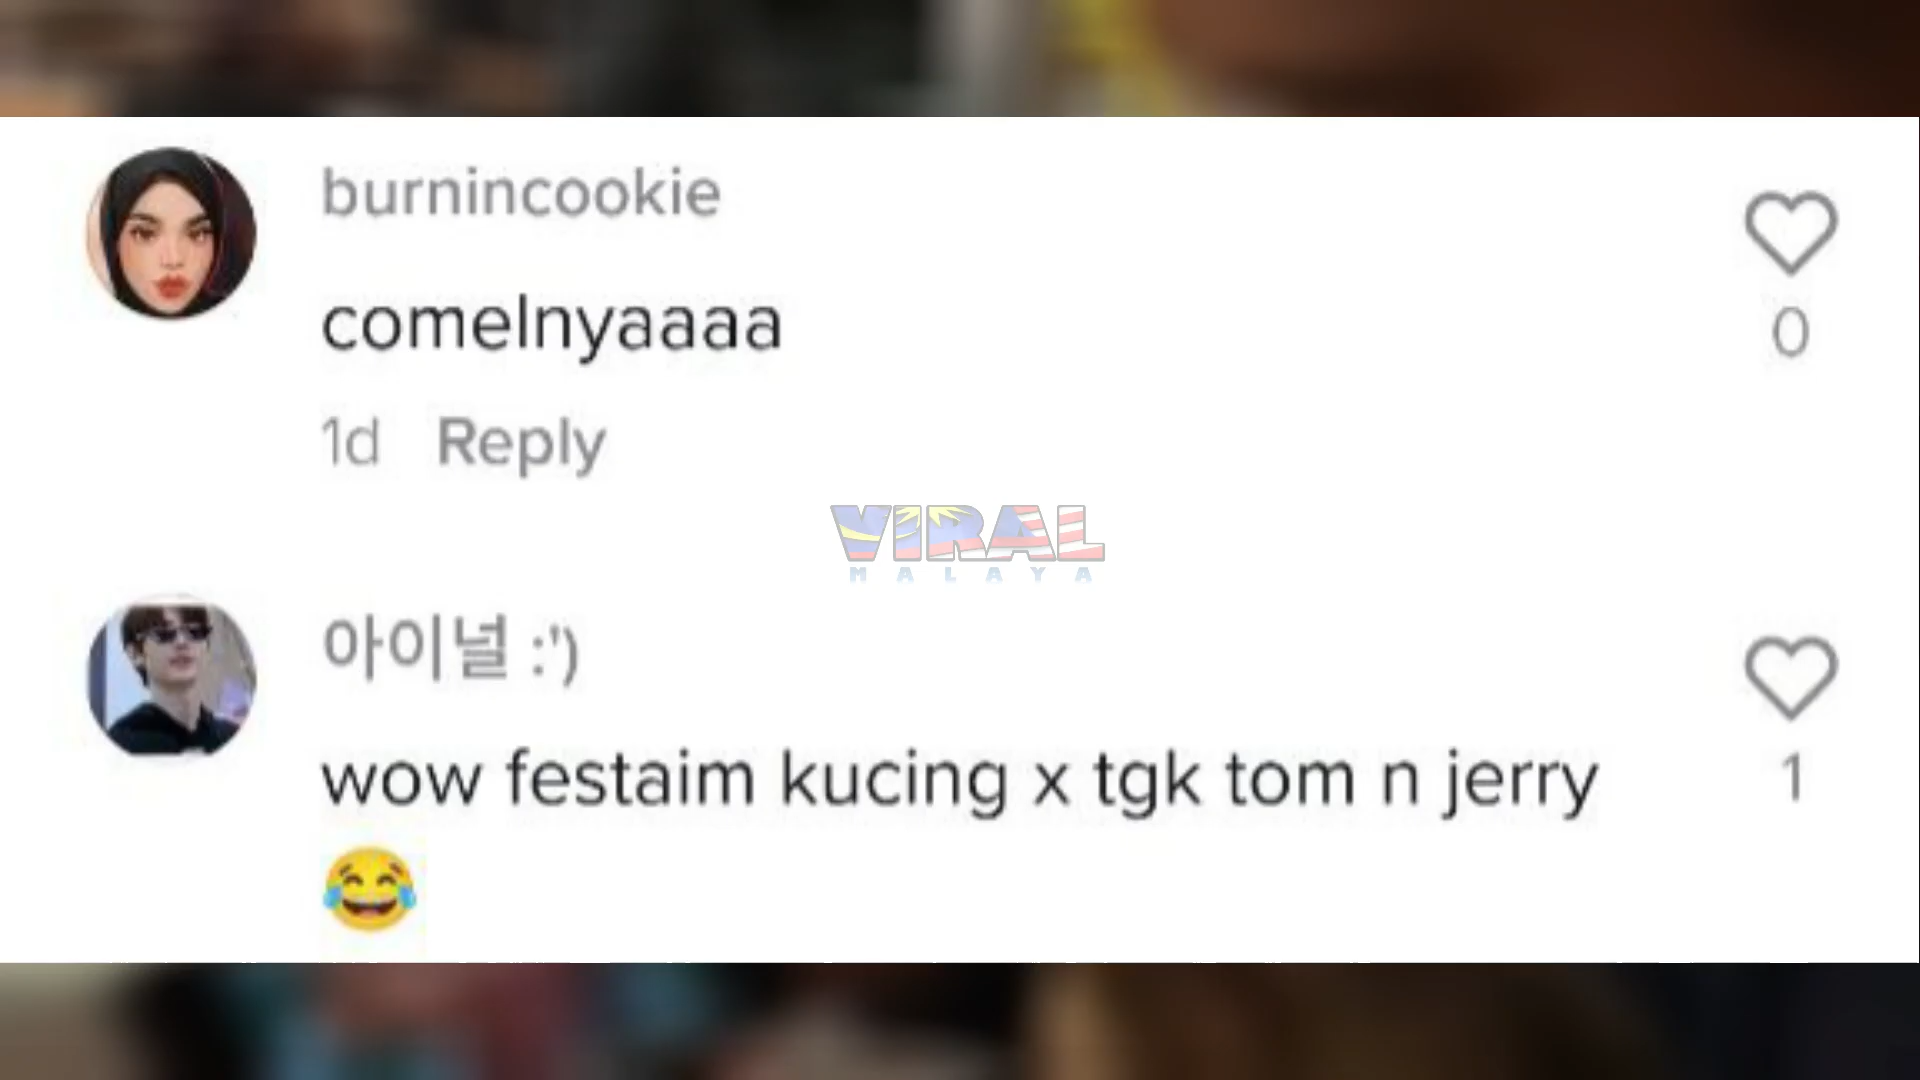 burnincookie
0
comelnyaaaa
1d Reply
VIRAL
MALAYA
아이널 :')
wow festaim kucing x tgk tom n jerry
1
😂